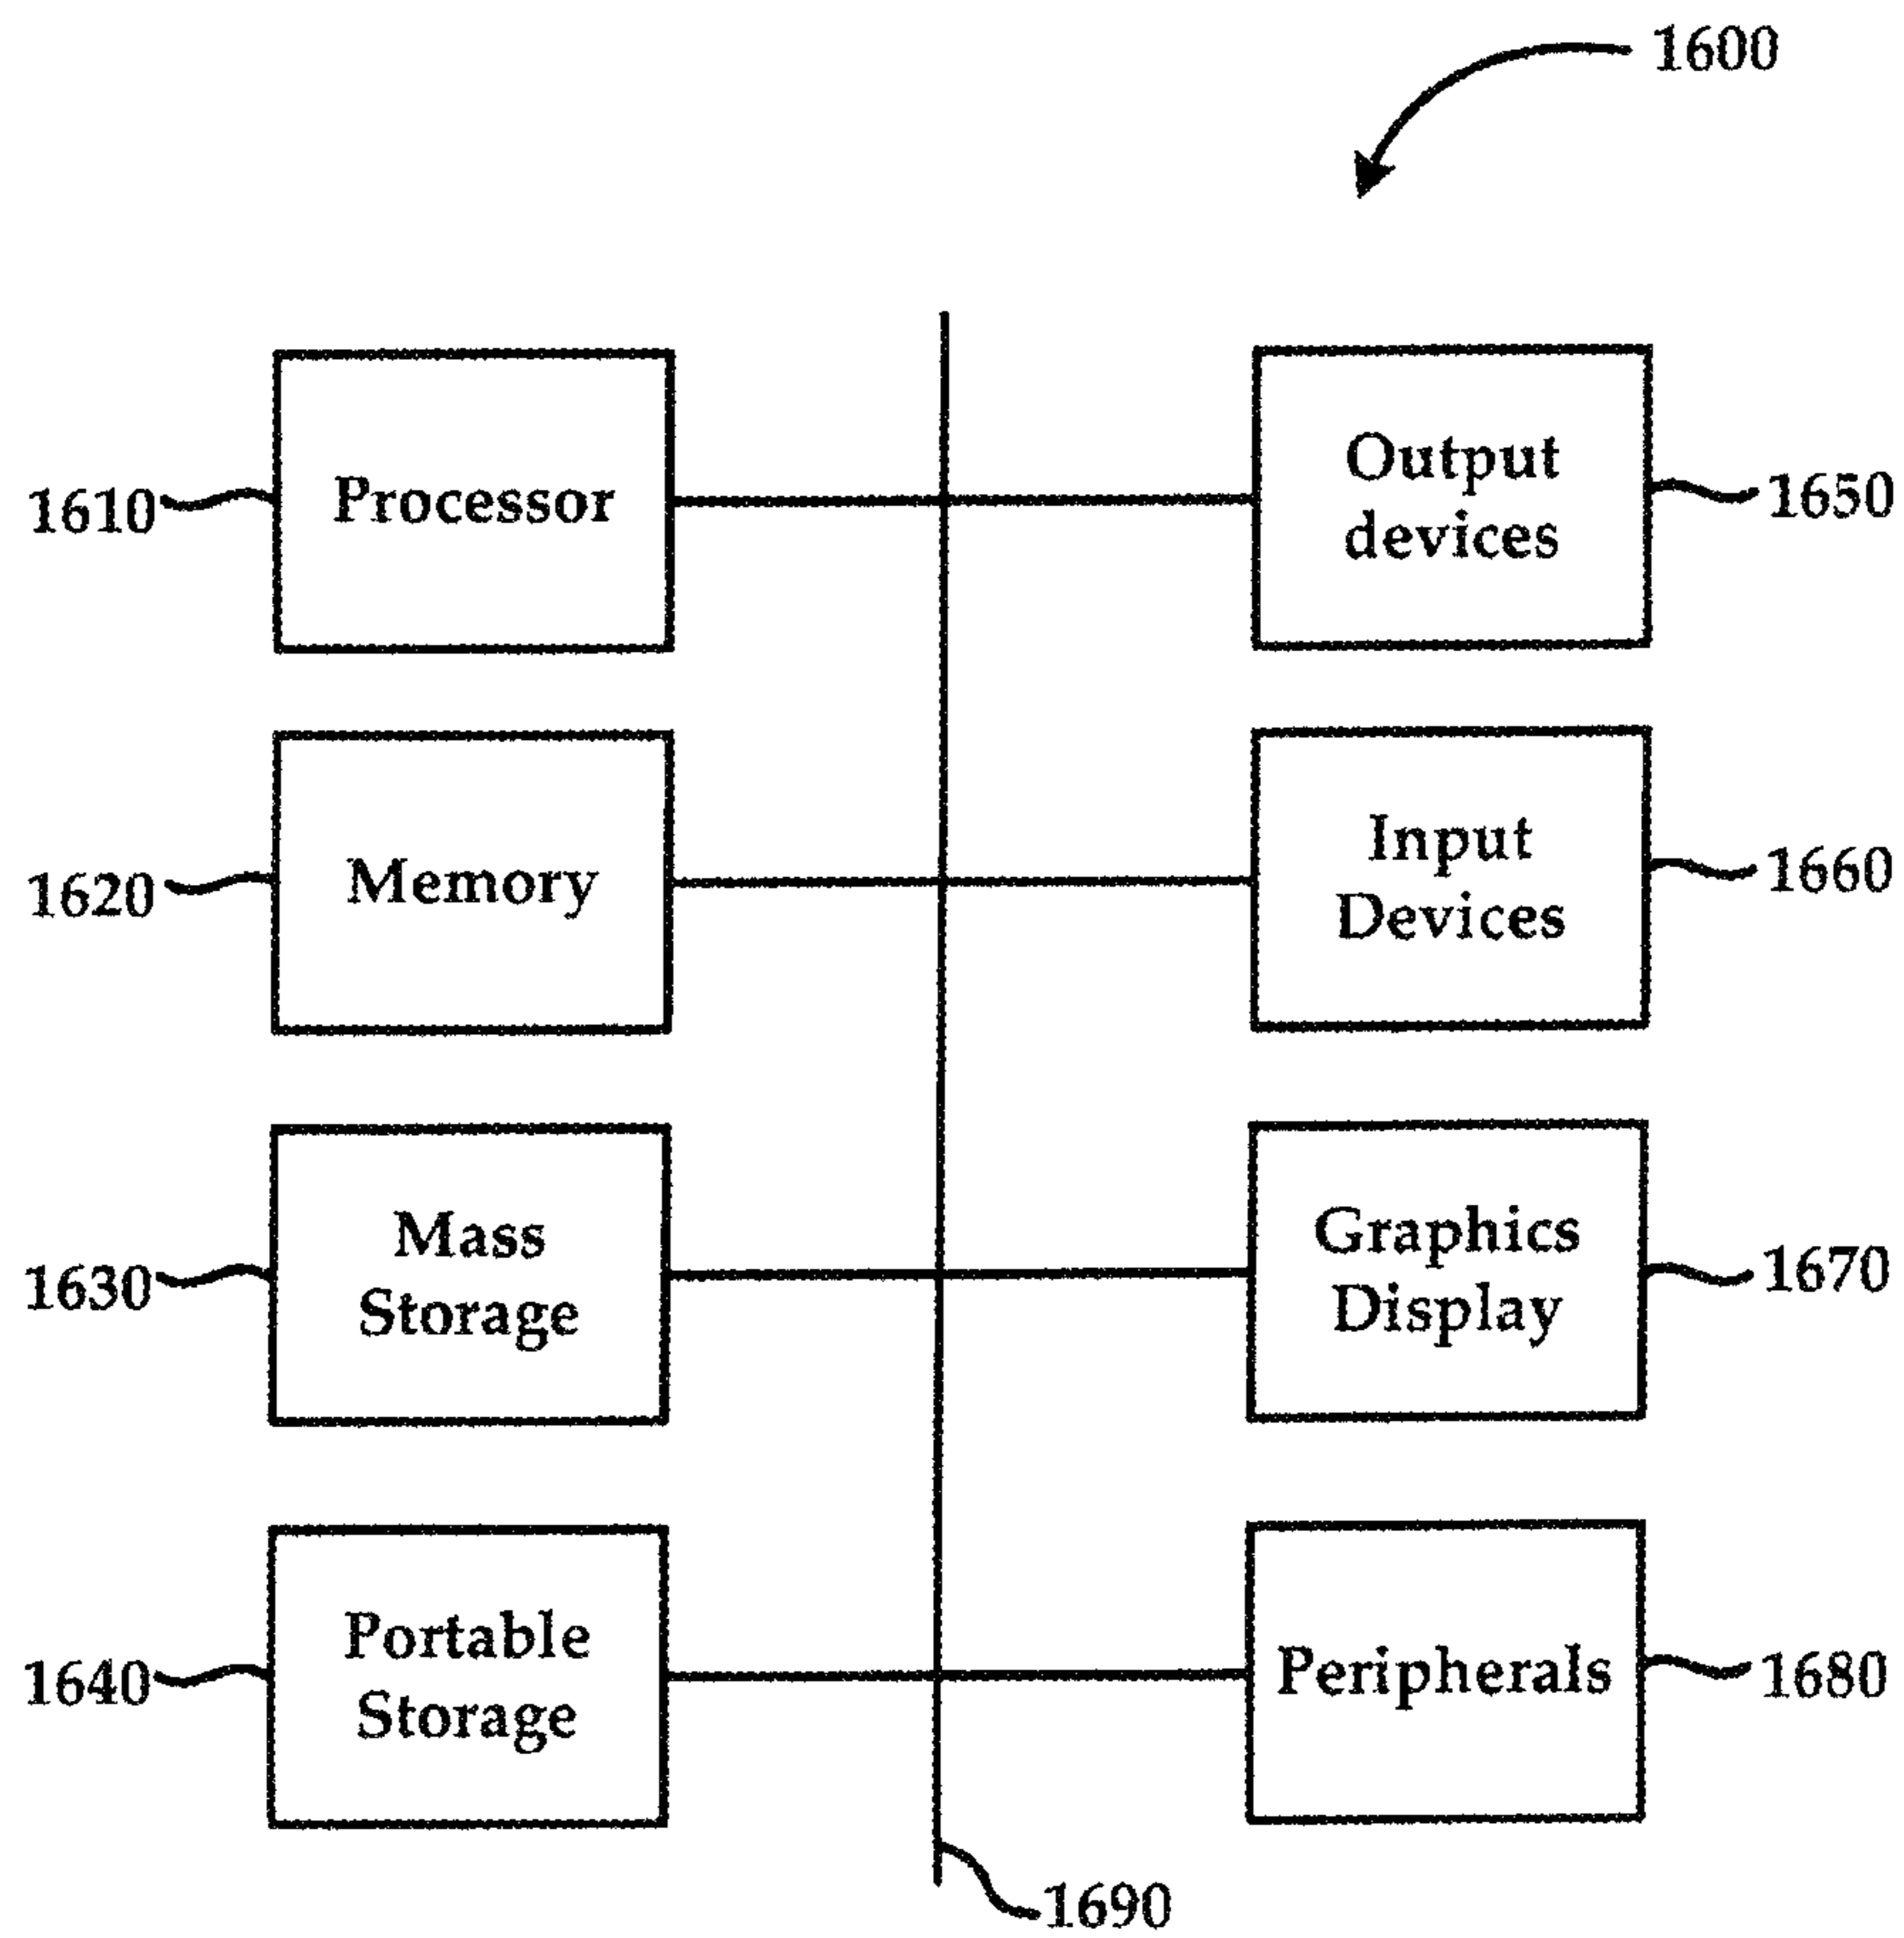 1600
1610
Processor
Output
devices
1650
1620
Memory
Input
Devices
1660
1630
Mass
Storage
Graphics
Display
1670
1640
Portable
Storage
Peripherals
1680
1690